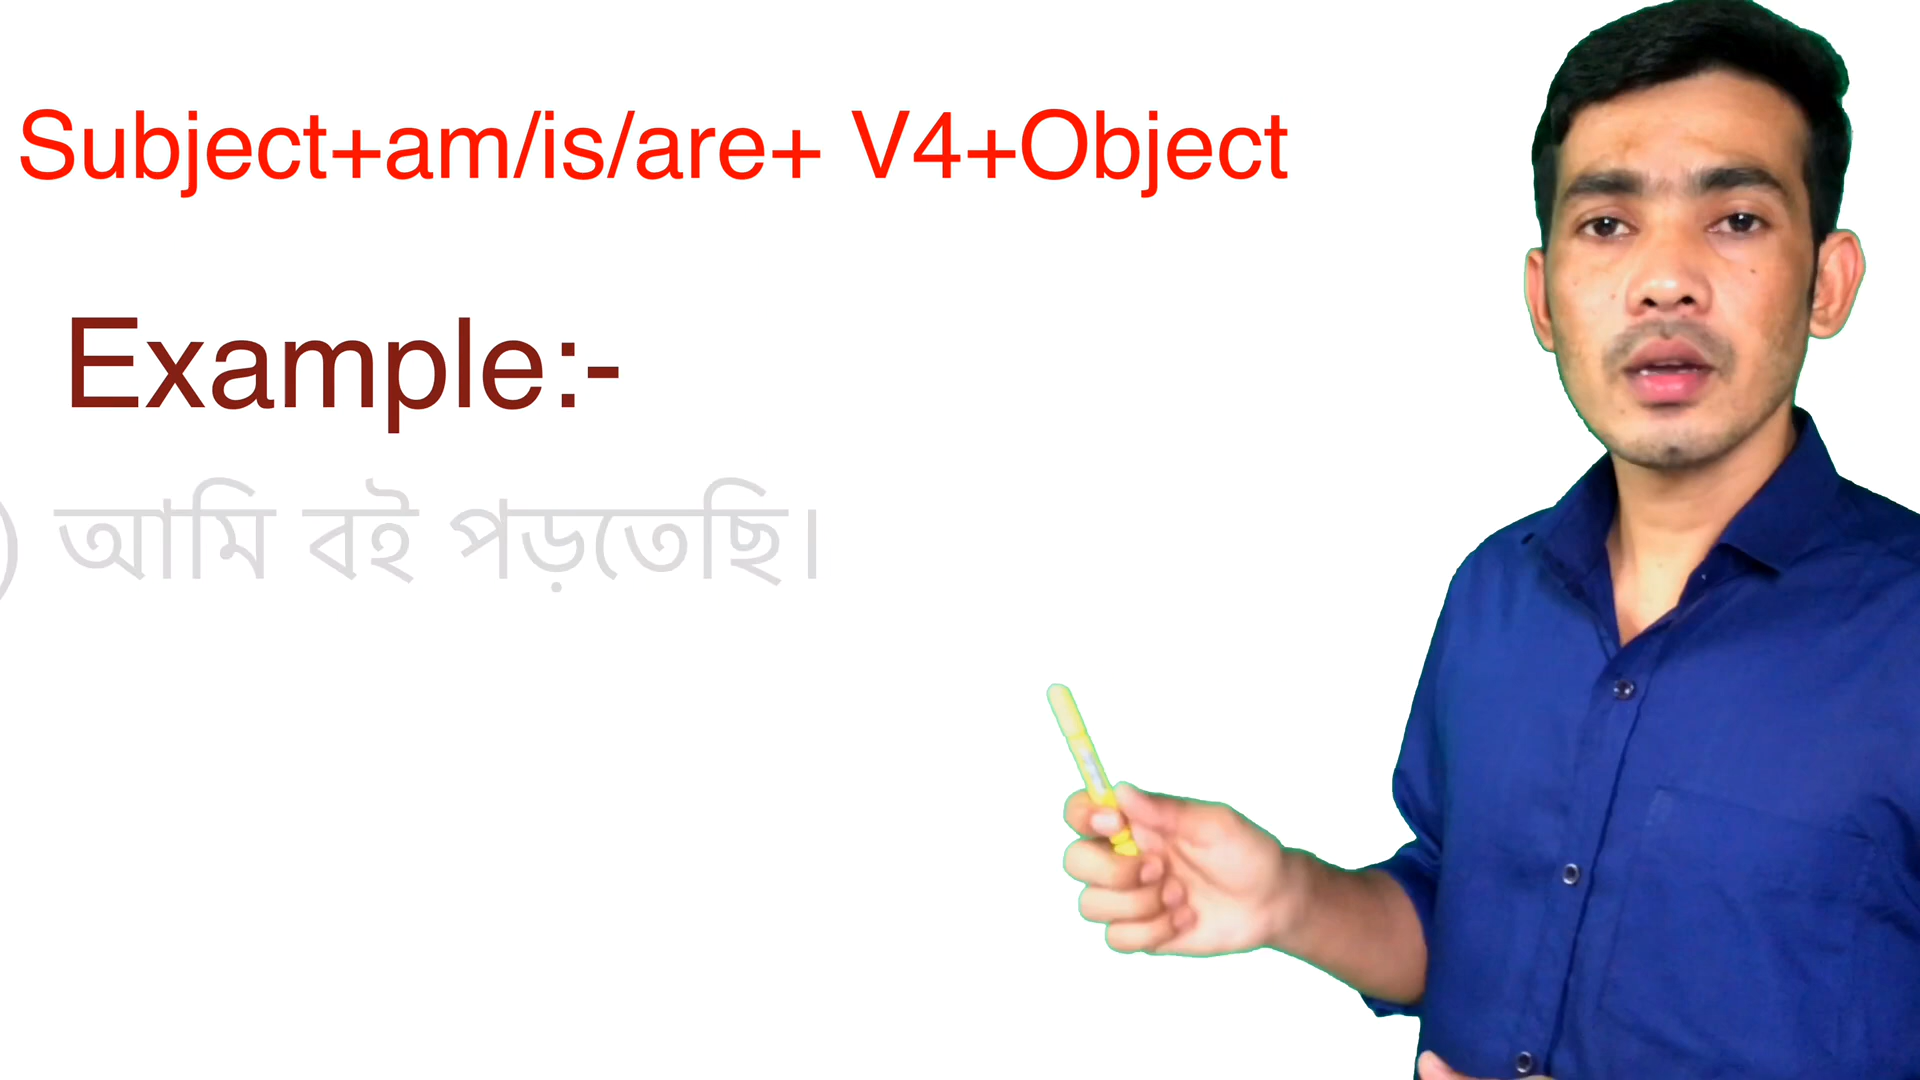 Subject+am/is/are+ V4+Object
Example:-
) আমি বই পড়তেছি।